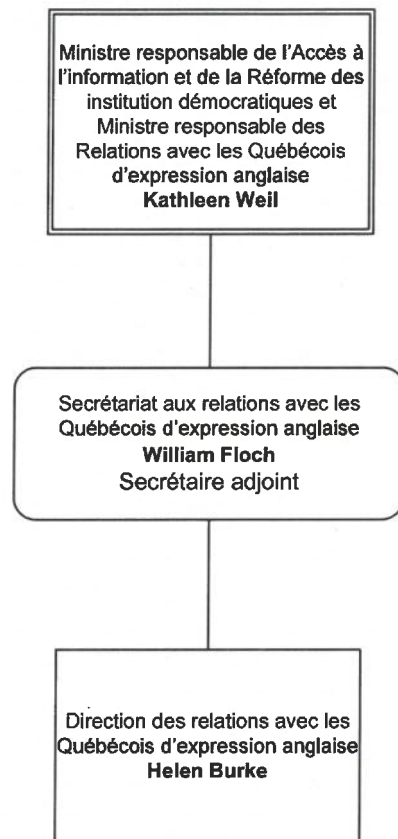 Ministre responsable de l'Accès à
l'information et de la Réforme des
institution démocratiques et
Ministre responsable des
Relations avec les Québécois
d'expression anglaise
Kathleen Weil
Secrétariat aux relations avec les
Québécois d'expression anglaise
William Floch
Secrétaire adjoint
Direction des relations avec les
Québécois d'expression anglaise
Helen Burke